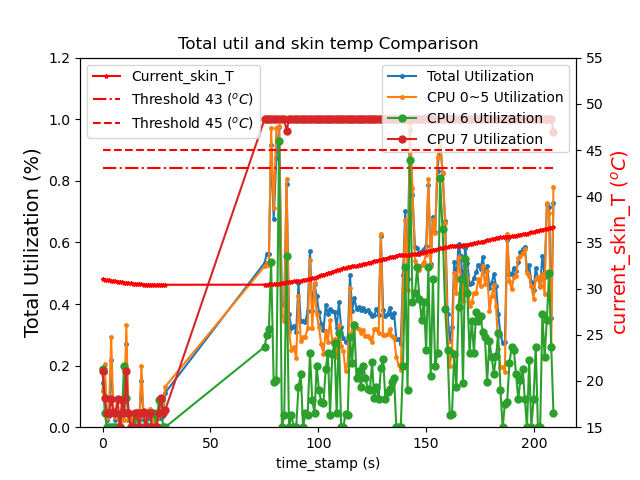 Total util and skin temp Comparison
Total Utilization (%)
1.2
1.0
0.8
0.6
0.4
0.2
0.0
Current_skin_T
Threshold 43 (°C)
Threshold 45 (°C)
Total Utilization
CPU 0~5 Utilization
CPU 6 Utilization
CPU 7 Utilization
55
50
45
40
35
30
25
20
15
current_skin_T (°C)
0 50 100 150 200
time_stamp (s)